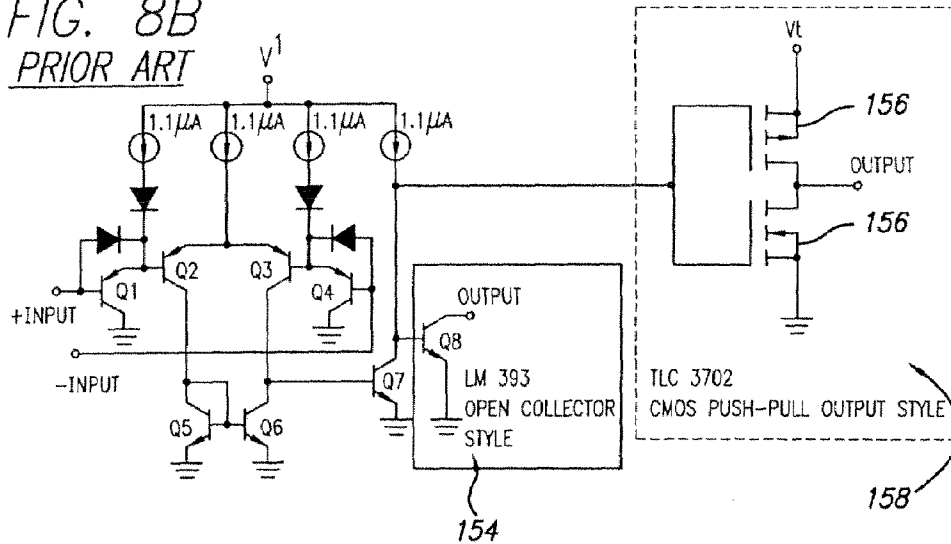 FIG. 8B
PRIOR ART
V1
1.1µA 1.1µA 1.1µA 1.1µA
Vt
156
OUTPUT
156
Q1 Q2 Q3 Q4
+INPUT
-INPUT
OUTPUT
Q8
Q7
LM 393
OPEN COLLECTOR
STYLE
Q5 Q6
TLC 3702
CMOS PUSH-PULL OUTPUT STYLE
154
158